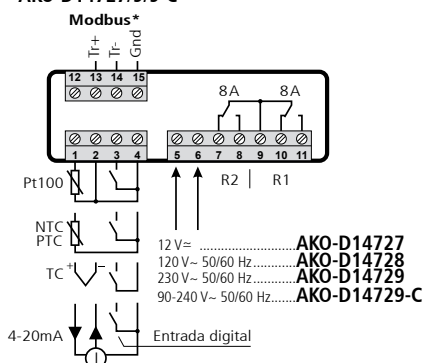 AKO-D14727/8/9/9-C
Modbus*
Tr+ Tr- Gnd
12 13 14 15
8A 8A
1 2 3 4 5 6 7 8 9 10 11
Pt100
R2 | R1
NTC
PTC
TC + –
12 V≂ ........................AKO-D14727
120 V~ 50/60 Hz.............AKO-D14728
230 V~ 50/60 Hz.............AKO-D14729
90-240 V~ 50/60 Hz.......AKO-D14729-C
4-20mA
Entrada digital
I